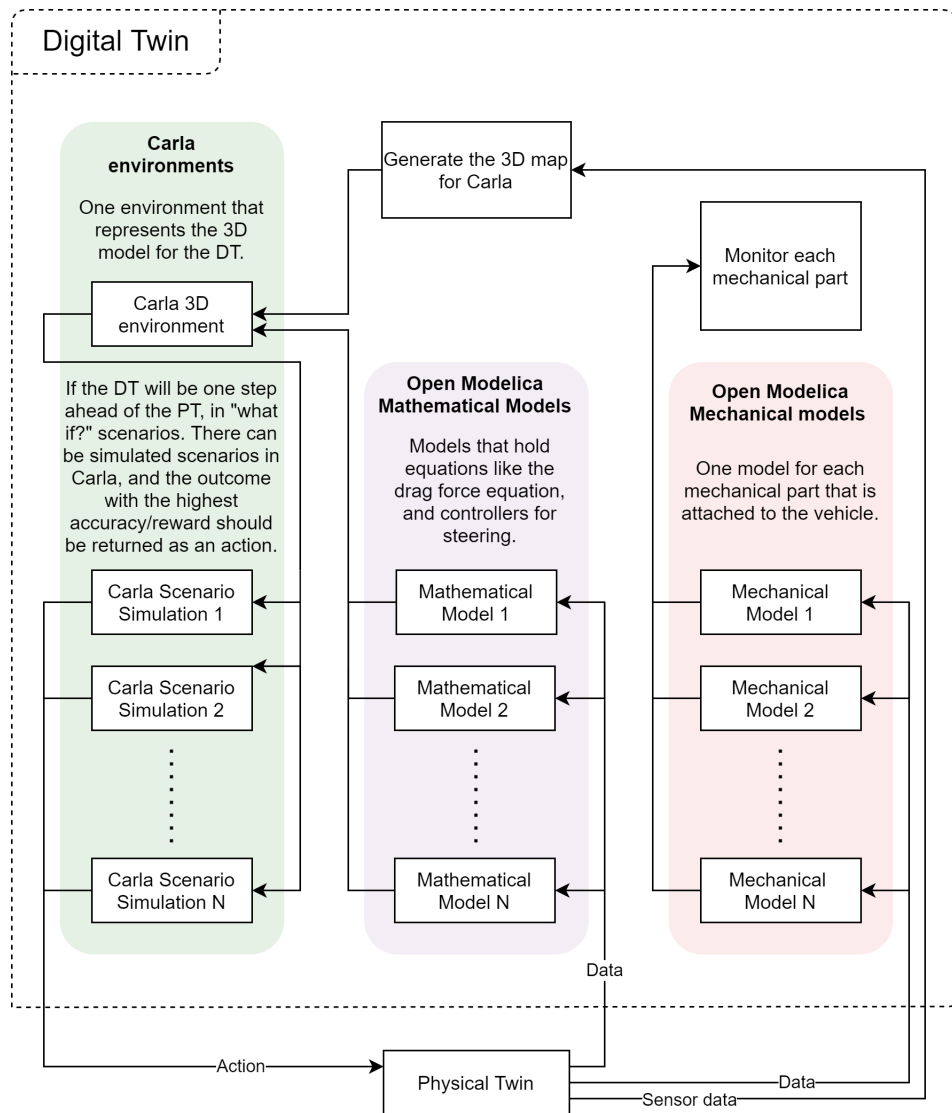 Digital Twin
Carla
environments
One environment that
represents the 3D
model for the DT.
Carla 3D
environment
If the DT will be one step
ahead of the PT, in "what
if?" scenarios. There can
be simulated scenarios in
Carla, and the outcome
with the highest
accuracy/reward should
be returned as an action.
Carla Scenario
Simulation 1
Carla Scenario
Simulation 2
Carla Scenario
Simulation N
Generate the 3D map
for Carla
Open Modelica
Mathematical Models
Models that hold
equations like the
drag force equation,
and controllers for
steering.
Mathematical
Model 1
Mathematical
Model 2
Mathematical
Model N
Monitor each
mechanical part
Open Modelica
Mechanical models
One model for each
mechanical part that is
attached to the vehicle.
Mechanical
Model 1
Mechanical
Model 2
Mechanical
Model N
Data
Action
Physical Twin
Data
Sensor data